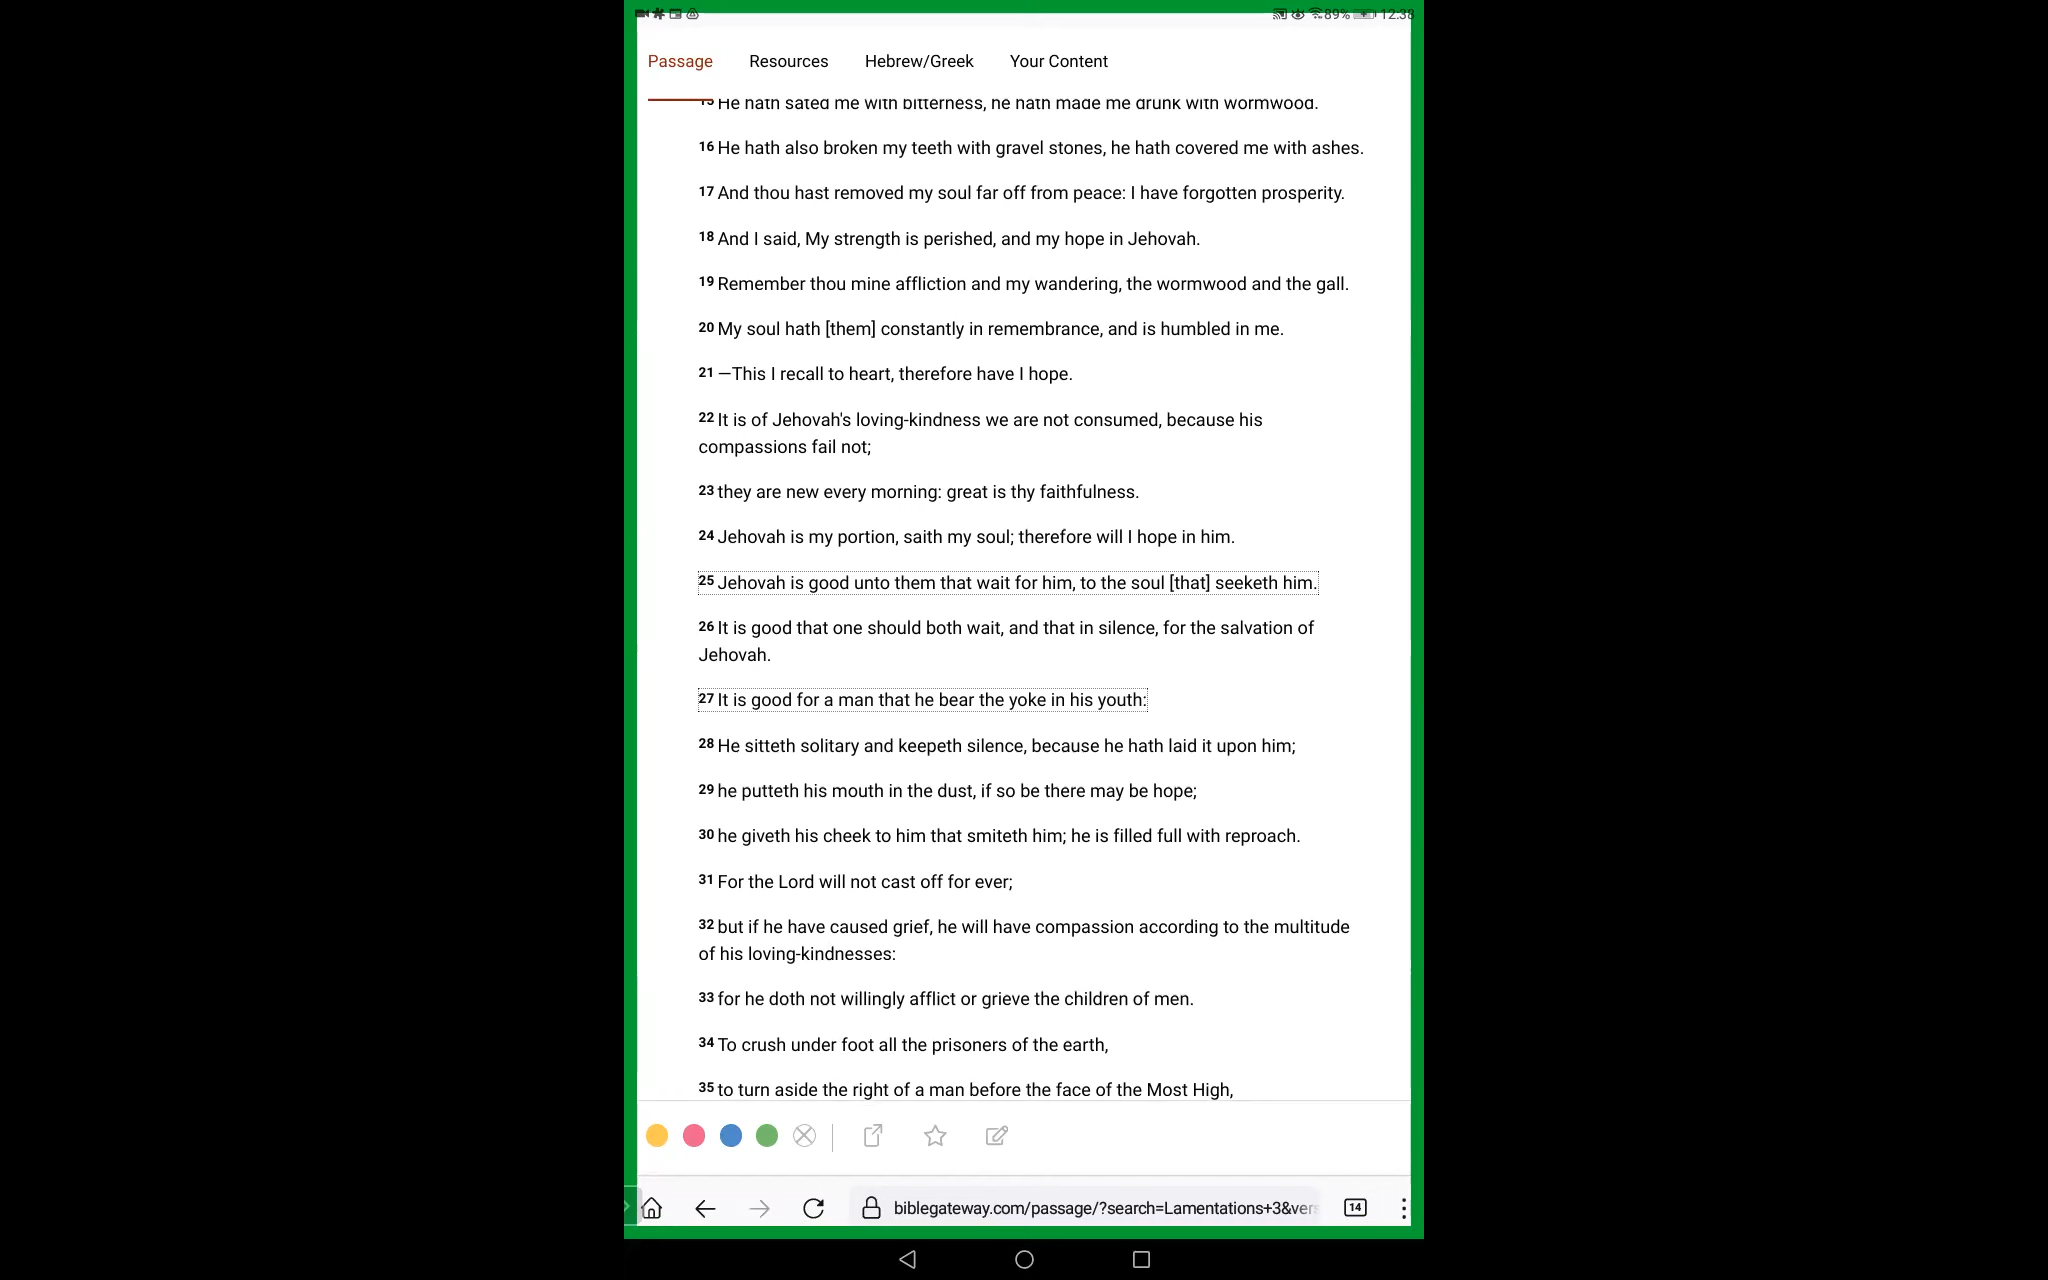 89% 12:38
Passage Resources Hebrew/Greek Your Content
15 He hath sated me with bitterness, he hath made me drunk with wormwood.
16 He hath also broken my teeth with gravel stones, he hath covered me with ashes.
17 And thou hast removed my soul far off from peace: I have forgotten prosperity.
18 And I said, My strength is perished, and my hope in Jehovah.
19 Remember thou mine affliction and my wandering, the wormwood and the gall.
20 My soul hath [them] constantly in remembrance, and is humbled in me.
21 —This I recall to heart, therefore have I hope.
22 It is of Jehovah's loving-kindness we are not consumed, because his
compassions fail not;
23 they are new every morning: great is thy faithfulness.
24 Jehovah is my portion, saith my soul; therefore will I hope in him.
25 Jehovah is good unto them that wait for him, to the soul [that] seeketh him.
26 It is good that one should both wait, and that in silence, for the salvation of
Jehovah.
27 It is good for a man that he bear the yoke in his youth:
28 He sitteth solitary and keepeth silence, because he hath laid it upon him;
29 he putteth his mouth in the dust, if so be there may be hope;
30 he giveth his cheek to him that smiteth him; he is filled full with reproach.
31 For the Lord will not cast off for ever;
32 but if he have caused grief, he will have compassion according to the multitude
of his loving-kindnesses:
33 for he doth not willingly afflict or grieve the children of men.
34 To crush under foot all the prisoners of the earth,
35 to turn aside the right of a man before the face of the Most High,
biblegateway.com/passage/?search=Lamentations+3&vers 14